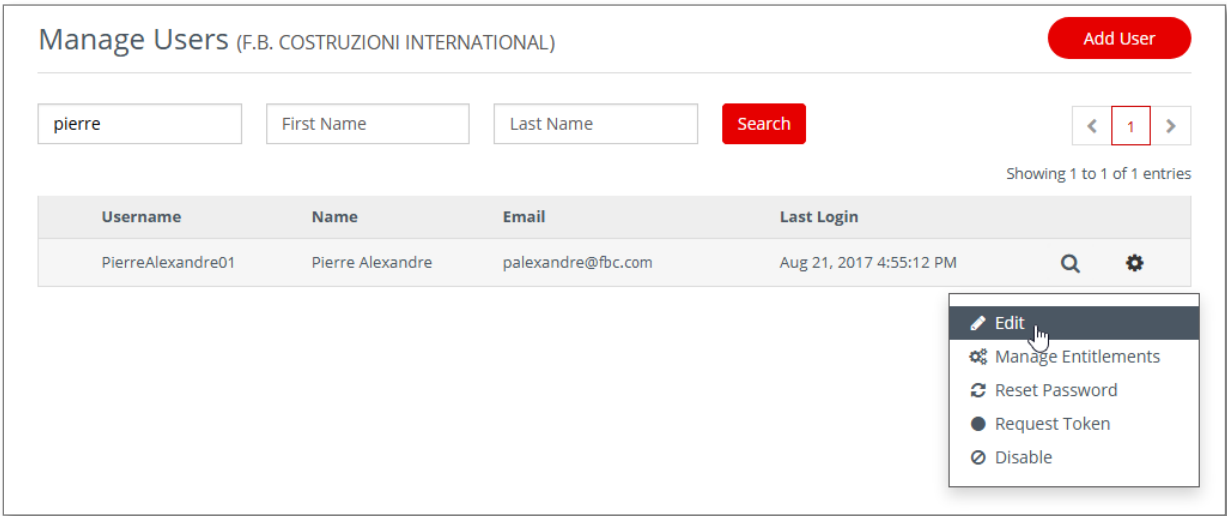 Manage Users (F.B. COSTRUZIONI INTERNATIONAL)
Add User
pierre
First Name
Last Name
Search
1
Showing 1 to 1 of 1 entries
Username Name Email Last Login
PierreAlexandre01 Pierre Alexandre palexandre@fbc.com Aug 21, 2017 4:55:12 PM
Edit
Manage Entitlements
Reset Password
Request Token
Disable